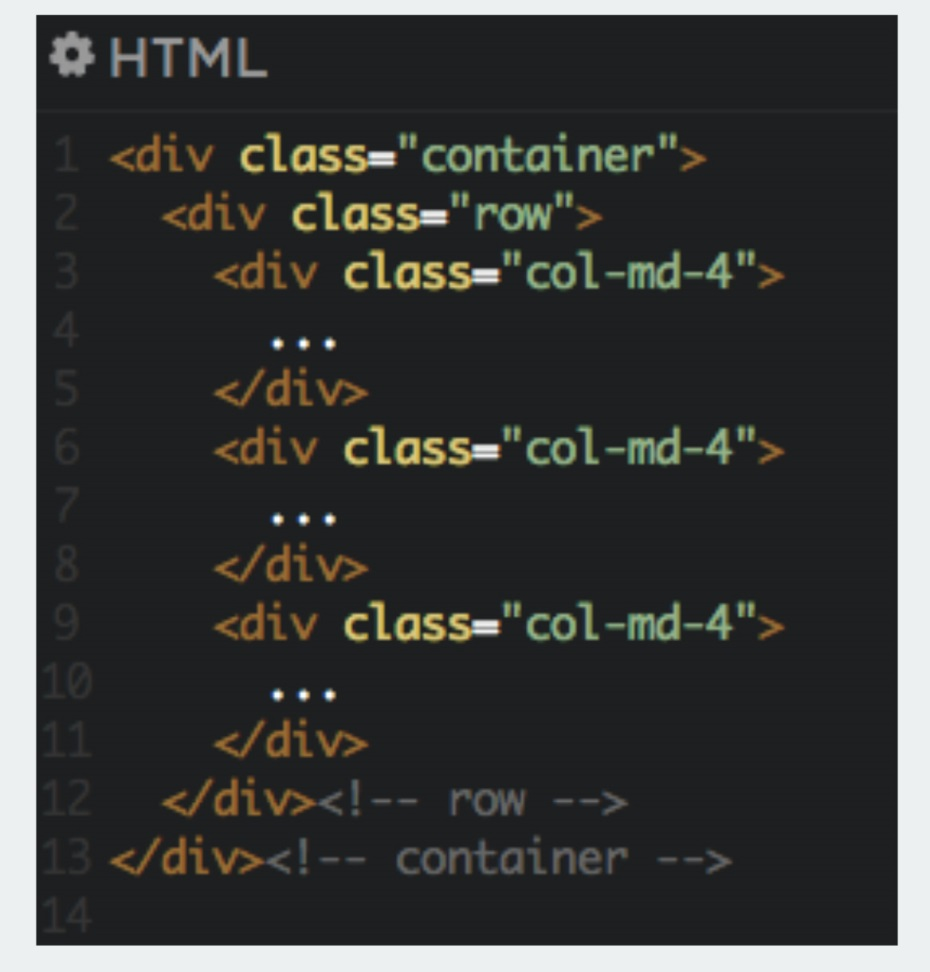 HTML
1 <div class="container">
2   <div class="row">
3     <div class="col-md-4">
4       ...
5     </div>
6     <div class="col-md-4">
7       ...
8     </div>
9     <div class="col-md-4">
10       ...
11     </div>
12   </div><!-- row -->
13 </div><!-- container -->
14